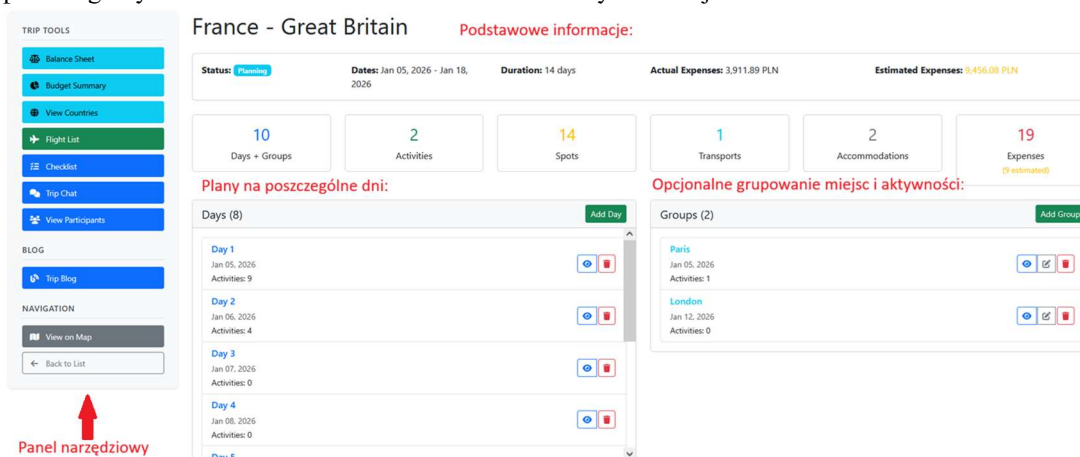 TRIP TOOLS
Balance Sheet
Budget Summary
View Countries
Flight List
Checklist
Trip Chat
View Participants
BLOG
Trip Blog
NAVIGATION
View on Map
Back to List
Panel narzędziowy
France - Great Britain
Podstawowe informacje:
Status: Planning
Dates: Jan 05, 2026 - Jan 18, 2026
Duration: 14 days
Actual Expenses: 3,911.89 PLN
Estimated Expenses: 9,456.08 PLN
10
Days + Groups
2
Activities
14
Spots
1
Transports
2
Accommodations
19
Expenses
(9 estimated)
Plany na poszczególne dni:
Days (8)
Add Day
Day 1
Jan 05, 2026
Activities: 9
Day 2
Jan 06, 2026
Activities: 4
Day 3
Jan 07, 2026
Activities: 0
Day 4
Jan 08, 2026
Activities: 0
Day 5
Opcjonalne grupowanie miejsc i aktywności:
Groups (2)
Add Group
Paris
Jan 05, 2026
Activities: 1
London
Jan 12, 2026
Activities: 0